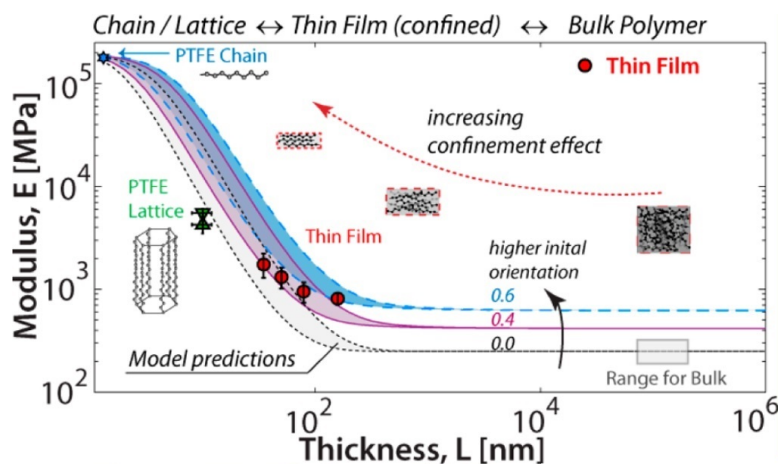 Chain / Lattice ↔ Thin Film (confined) ↔ Bulk Polymer
PTFE Chain
Thin Film
increasing
confinement effect
PTFE
Lattice
Thin Film
higher inital
orientation
0.6
0.4
0.0
Model predictions
Range for Bulk
Modulus, E [MPa]
10^5
10^4
10^3
10^2
10^2
10^4
10^6
Thickness, L [nm]